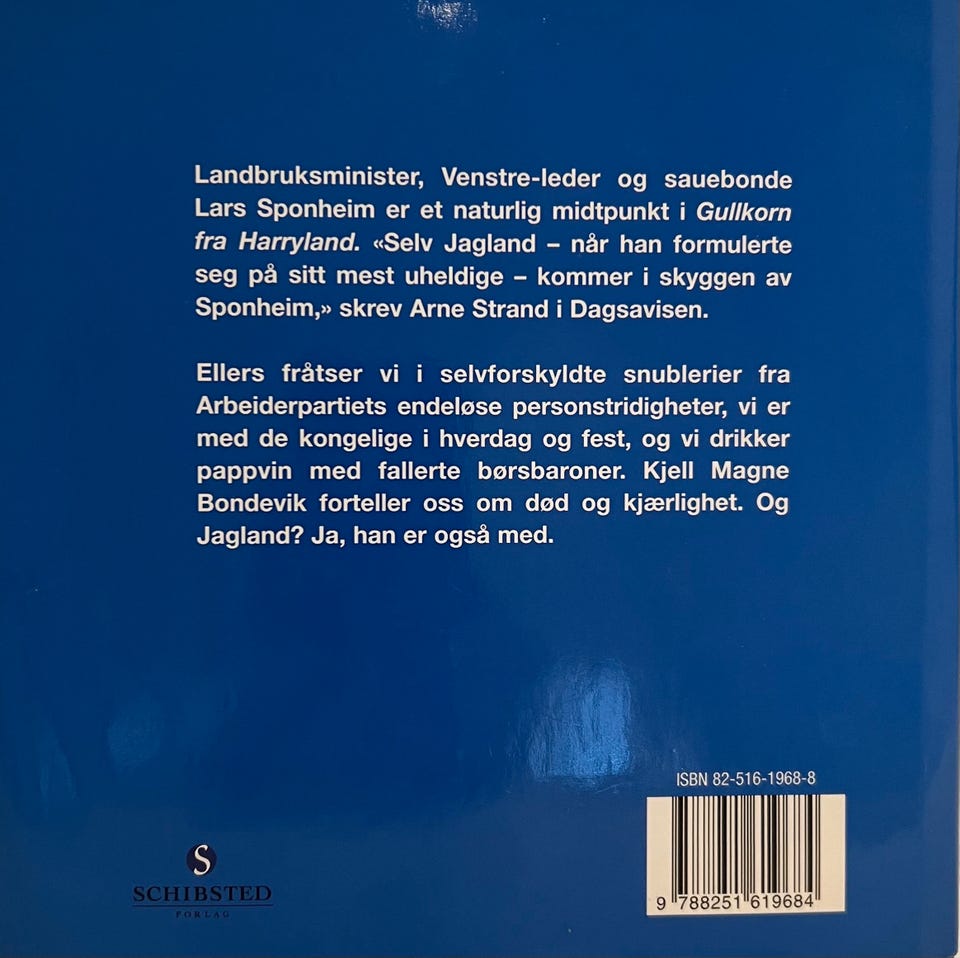 Landbruksminister, Venstre-leder og sauebonde
Lars Sponheim er et naturlig midtpunkt i Gullkorn
fra Harryland. «Selv Jagland – når han formulerte
seg på sitt mest uheldige – kommer i skyggen av
Sponheim,» skrev Arne Strand i Dagsavisen.
Ellers fråtser vi i selvforskyldte snublerier fra
Arbeiderpartiets endeløse personstridigheter, vi er
med de kongelige i hverdag og fest, og vi drikker
pappvin med fallerte børsbaroner. Kjell Magne
Bondevik forteller oss om død og kjærlighet. Og
Jagland? Ja, han er også med.
ISBN 82-516-1968-8
9 788251 619684
S
SCHIBSTED
FORLAG